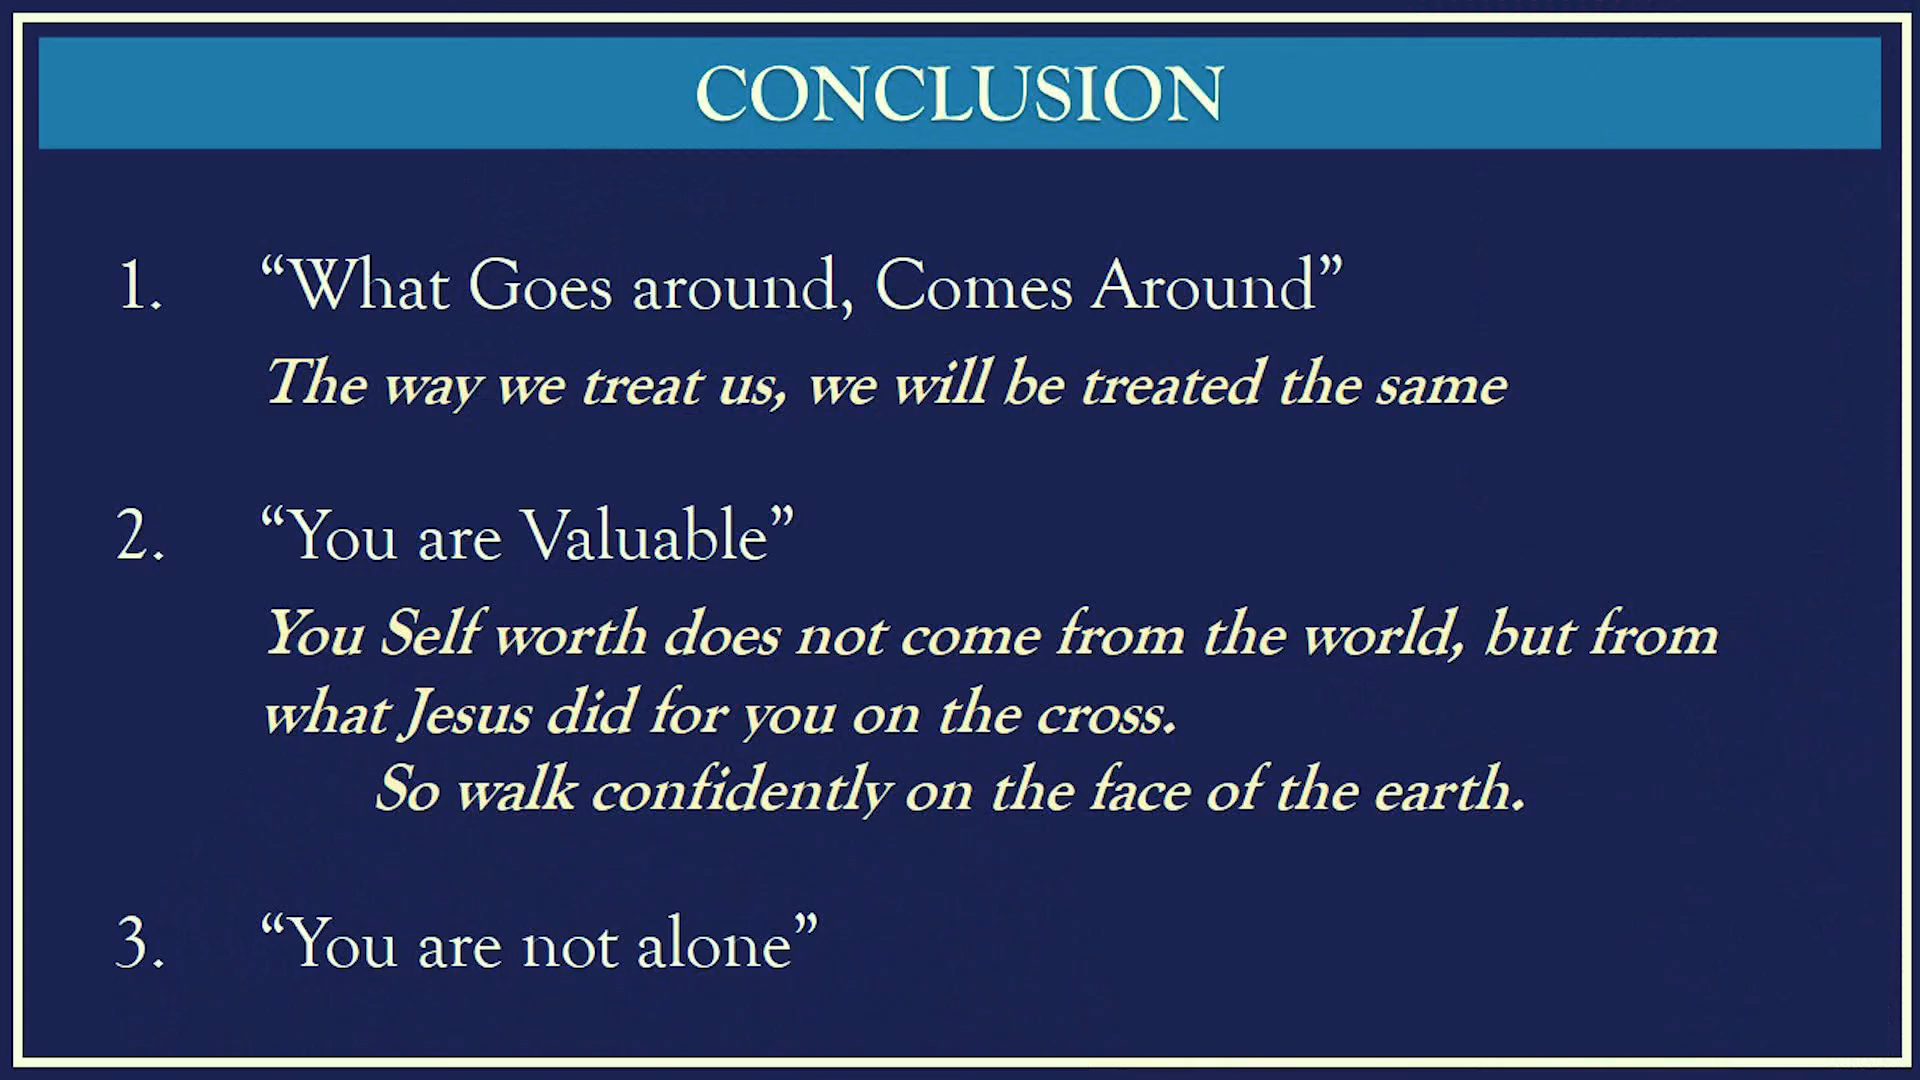 CONCLUSION
1. “What Goes around, Comes Around”
The way we treat us, we will be treated the same
2. “You are Valuable”
You Self worth does not come from the world, but from
what Jesus did for you on the cross.
So walk confidently on the face of the earth.
3. “You are not alone”